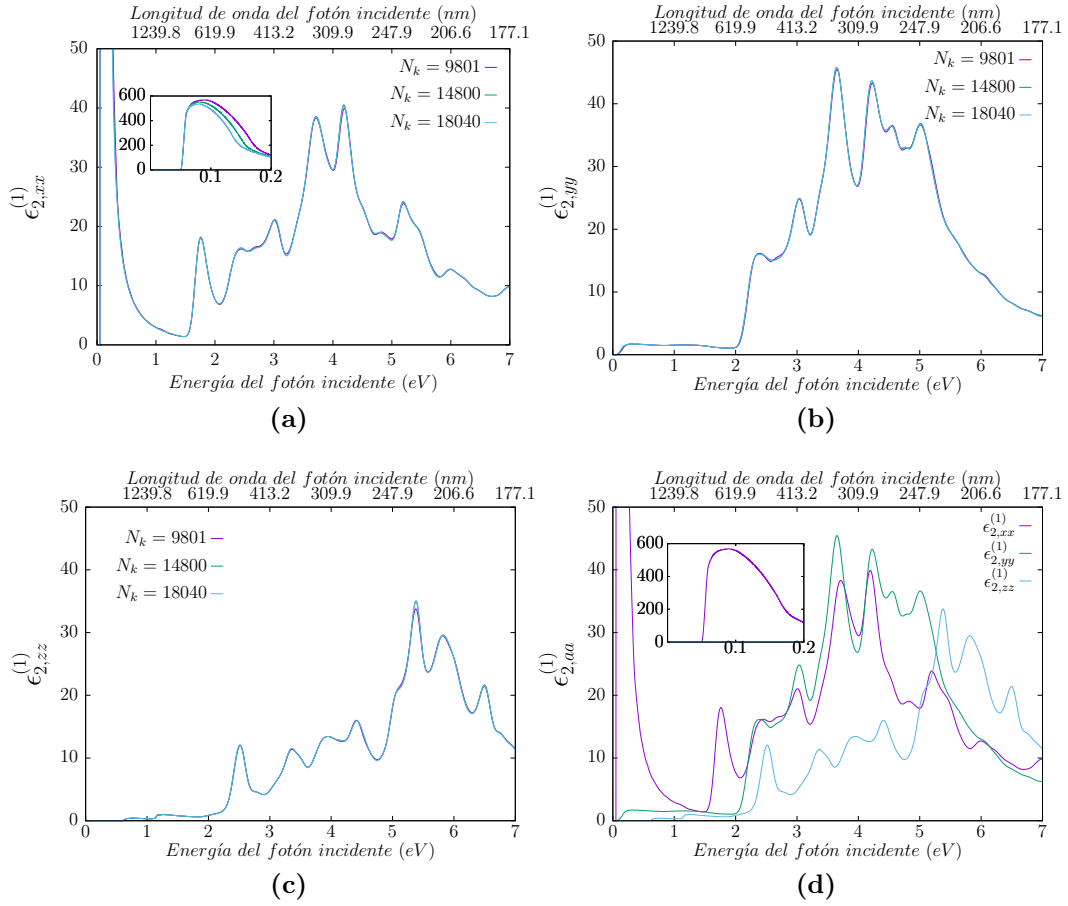 Longitud de onda del fotón incidente (nm)
1239.8 619.9 413.2 309.9 247.9 206.6 177.1
50
40
30
20
10
0
ϵ^{(1)}_{2,xx}
N_k = 9801
N_k = 14800
N_k = 18040
600
400
200
0
0.1 0.2
0 1 2 3 4 5 6 7
Energía del fotón incidente (eV)
(a)
Longitud de onda del fotón incidente (nm)
1239.8 619.9 413.2 309.9 247.9 206.6 177.1
50
40
30
20
10
0
ϵ^{(1)}_{2,yy}
N_k = 9801
N_k = 14800
N_k = 18040
0 1 2 3 4 5 6 7
Energía del fotón incidente (eV)
(b)
Longitud de onda del fotón incidente (nm)
1239.8 619.9 413.2 309.9 247.9 206.6 177.1
50
40
30
20
10
0
ϵ^{(1)}_{2,zz}
N_k = 9801
N_k = 14800
N_k = 18040
0 1 2 3 4 5 6 7
Energía del fotón incidente (eV)
(c)
Longitud de onda del fotón incidente (nm)
1239.8 619.9 413.2 309.9 247.9 206.6 177.1
50
40
30
20
10
0
ϵ^{(1)}_{2,aa}
ϵ^{(1)}_{2,xx}
ϵ^{(1)}_{2,yy}
ϵ^{(1)}_{2,zz}
600
400
200
0
0.1 0.2
0 1 2 3 4 5 6 7
Energía del fotón incidente (eV)
(d)